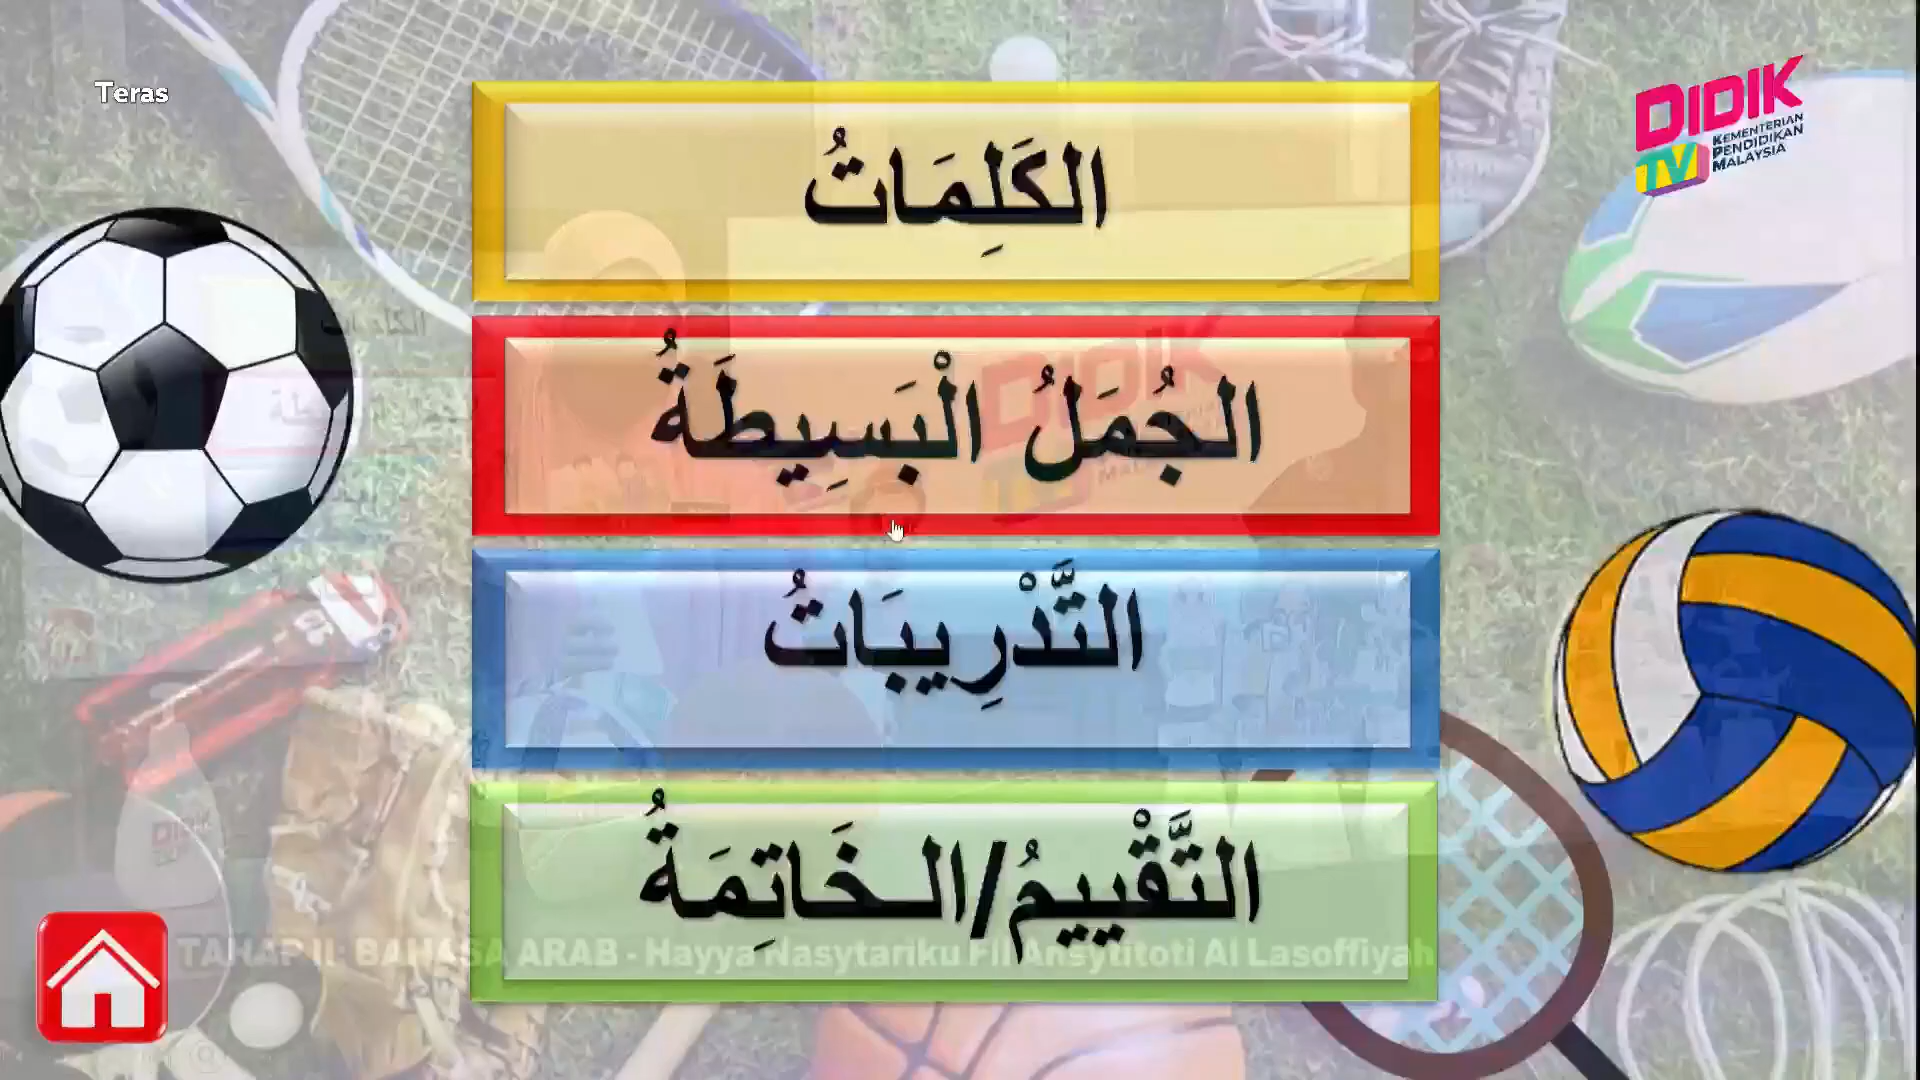 Teras
DIDIK
TV
KEMENTERIAN
PENDIDIKAN
MALAYSIA
الكَلِمَاتُ
الجُمَلُ الْبَسِيطَةُ
التَّدْرِيبَاتُ
التَّقْيِيمُ/الـخَاتِمَةُ
TAHAP II: BAHASA ARAB - Hayya Nasytariku Fil Ansytitoti Al Lasoffiyah